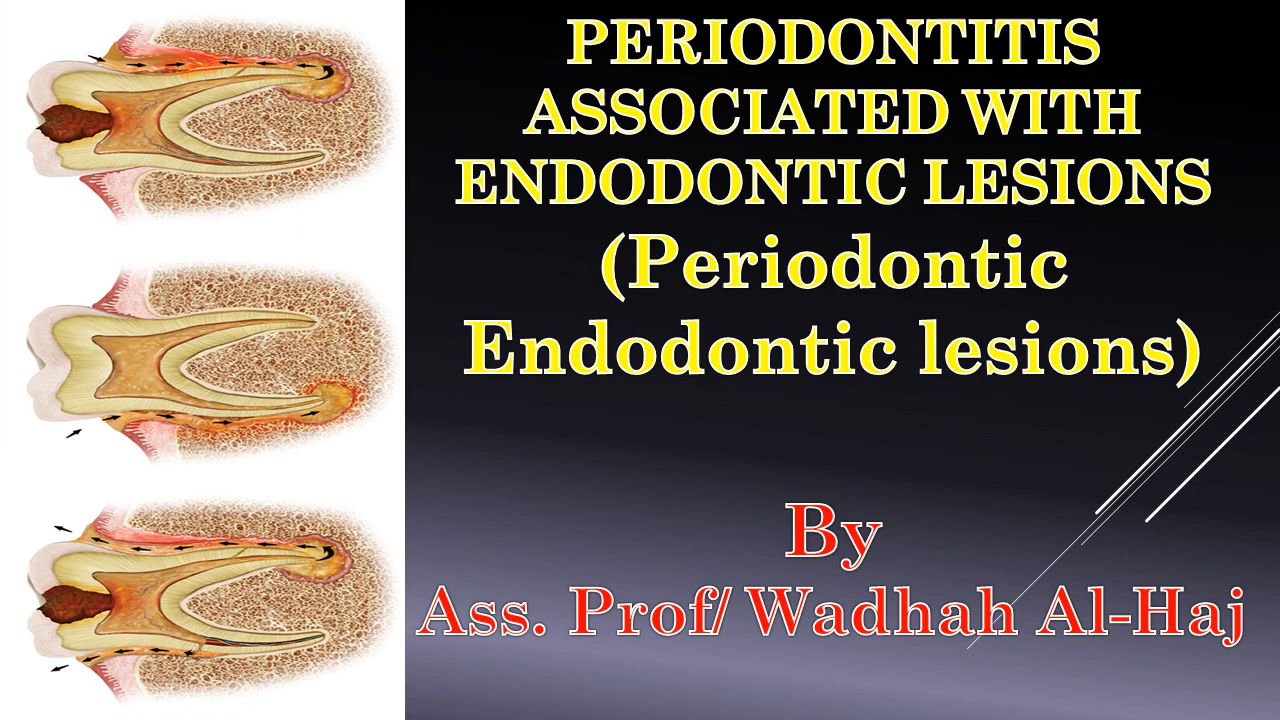 PERIODONTITIS
ASSOCIATED WITH
ENDODONTIC LESIONS
(Periodontic
Endodontic lesions)
By
Ass. Prof/ Wadhah Al-Haj